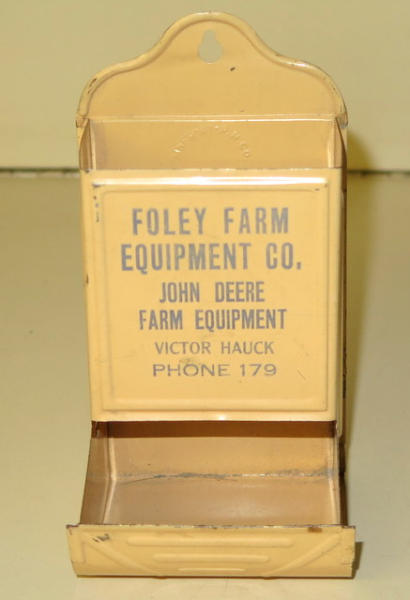 FOLEY FARM
EQUIPMENT CO.
JOHN DEERE
FARM EQUIPMENT
VICTOR HAUCK
PHONE 179